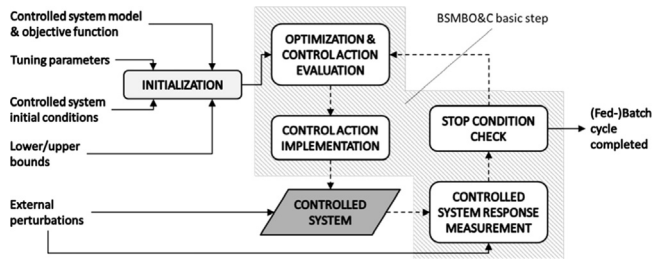 Controlled system model
& objective function
Tuning parameters
Controlled system
initial conditions
Lower/upper
bounds
External
perturbations
INITIALIZATION
OPTIMIZATION &
CONTROL ACTION
EVALUATION
CONTROL ACTION
IMPLEMENTATION
CONTROLLED
SYSTEM
BSMBO&C basic step
STOP CONDITION
CHECK
CONTROLLED
SYSTEM RESPONSE
MEASUREMENT
(Fed-)Batch
cycle
completed